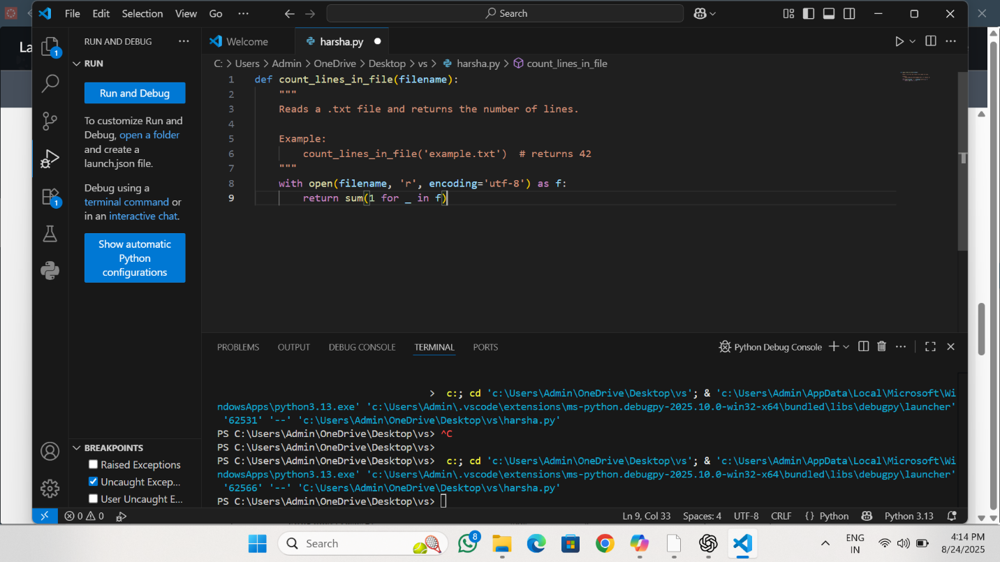 La
File Edit Selection View Go ··· Search
RUN AND DEBUG ···
Welcome harsha.py
RUN
C: > Users > Admin > OneDrive > Desktop > vs > harsha.py > count_lines_in_file
Run and Debug
To customize Run and
Debug, open a folder
and create a
launch.json file.
Debug using a
terminal command or
in an interactive chat.
Show automatic
Python
configurations
1
1
1 def count_lines_in_file(filename):
2 """
3 Reads a .txt file and returns the number of lines.
4
5 Example:
6 count_lines_in_file('example.txt') # returns 42
7 """
8 with open(filename, 'r', encoding='utf-8') as f:
9 return sum(1 for _ in f)
PROBLEMS OUTPUT DEBUG CONSOLE TERMINAL PORTS Python Debug Console
> c:; cd 'c:\Users\Admin\OneDrive\Desktop\vs'; & 'c:\Users\Admin\AppData\Local\Microsoft\Wi
ndowsApps\python3.13.exe' 'c:\Users\Admin\.vscode\extensions\ms-python.debugpy-2025.10.0-win32-x64\bundled\libs\debugpy\launcher'
'62531' '--' 'c:\Users\Admin\OneDrive\Desktop\vs\harsha.py'
PS C:\Users\Admin\OneDrive\Desktop\vs> ^C
PS C:\Users\Admin\OneDrive\Desktop\vs>
PS C:\Users\Admin\OneDrive\Desktop\vs> c:; cd 'c:\Users\Admin\OneDrive\Desktop\vs'; & 'c:\Users\Admin\AppData\Local\Microsoft\Wi
ndowsApps\python3.13.exe' 'c:\Users\Admin\.vscode\extensions\ms-python.debugpy-2025.10.0-win32-x64\bundled\libs\debugpy\launcher'
'62566' '--' 'C:\Users\Admin\OneDrive\Desktop\vs\harsha.py'
PS C:\Users\Admin\OneDrive\Desktop\vs>
BREAKPOINTS
Raised Exceptions
Uncaught Excep...
User Uncaught E...
0 0 Ln 9, Col 33 Spaces: 4 UTF-8 CRLF {} Python Python 3.13
Search 8
ENG
IN
4:14 PM
8/24/2025